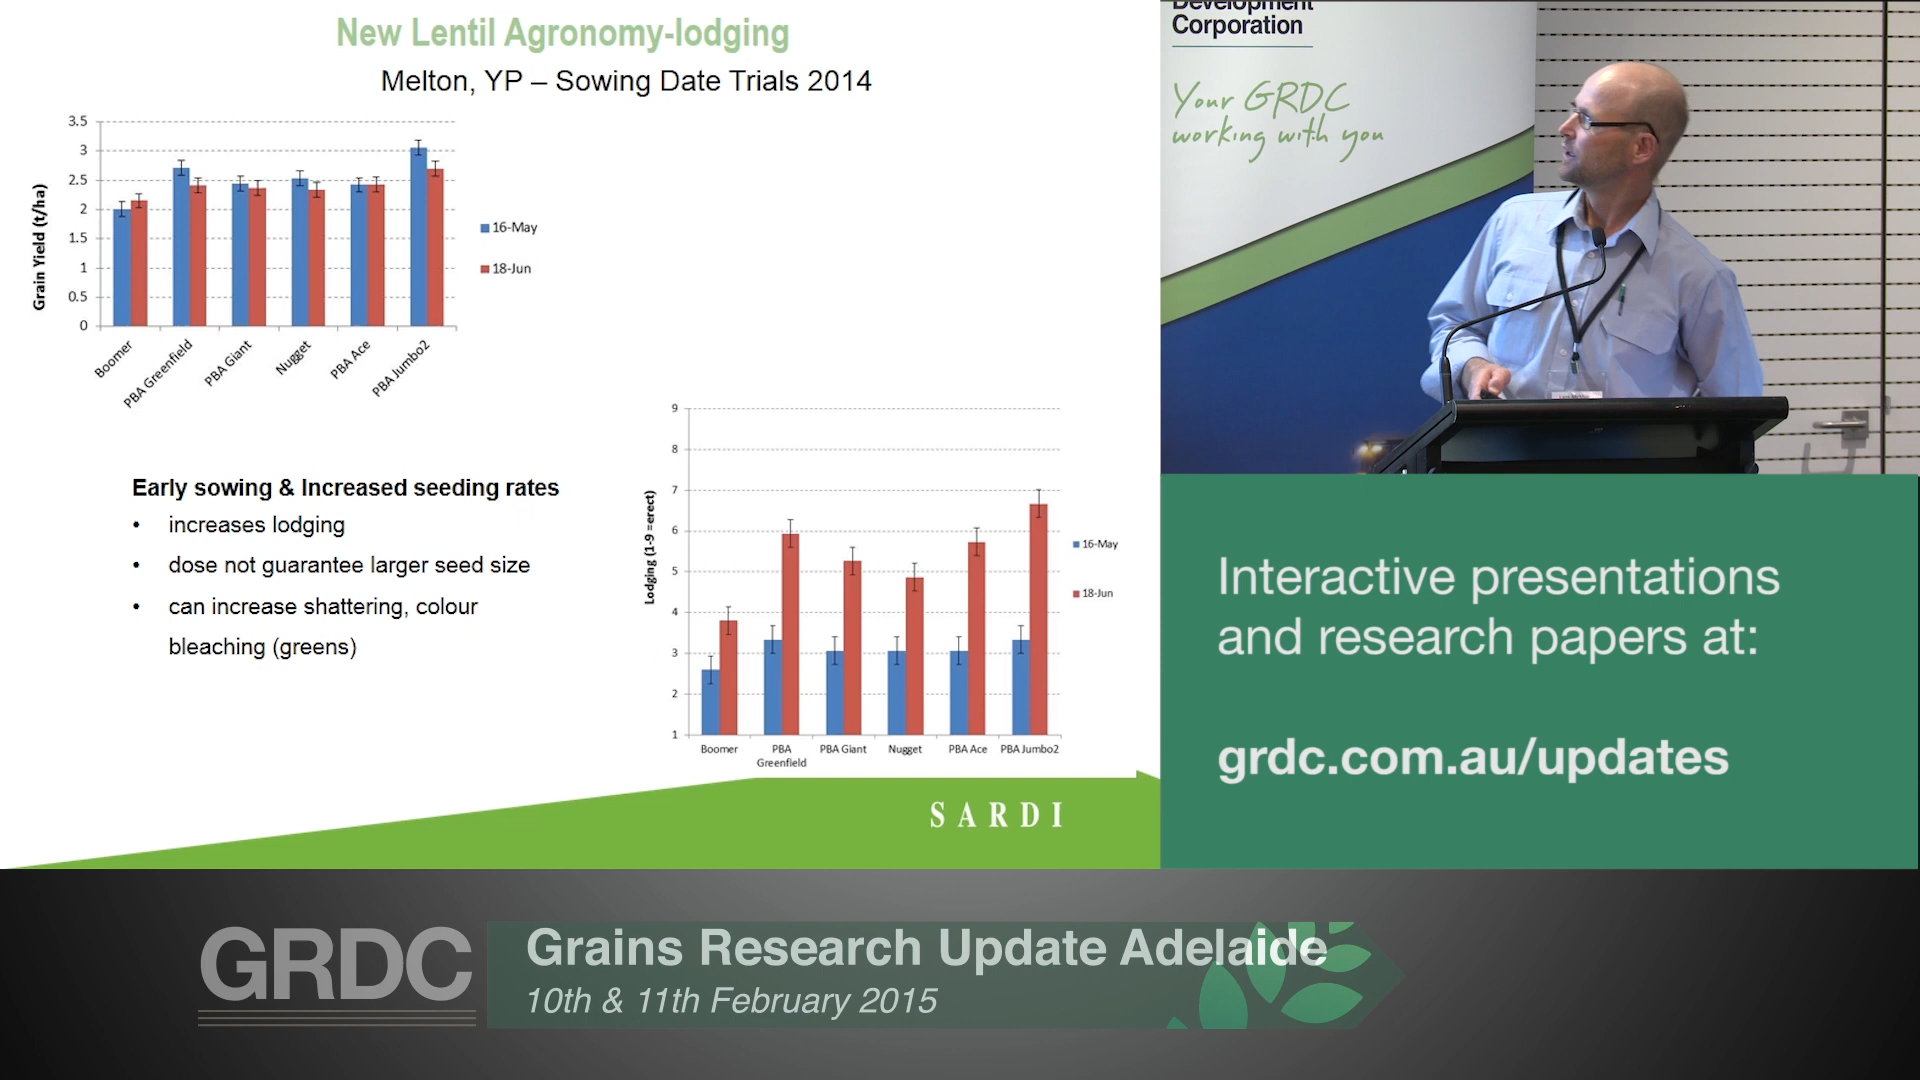 New Lentil Agronomy-lodging
Melton, YP – Sowing Date Trials 2014
3.5
3
2.5
2
1.5
1
0.5
0
Grain Yield (t/ha)
Boomer
PBA Greenfield
PBA Giant
Nugget
PBA Ace
PBA Jumbo2
16-May
18-Jun
Early sowing & Increased seeding rates
• increases lodging
• dose not guarantee larger seed size
• can increase shattering, colour
bleaching (greens)
9
8
7
6
5
4
3
2
1
Lodging (1-9 =erect)
Boomer
PBA
Greenfield
PBA Giant
Nugget
PBA Ace
PBA Jumbo2
16-May
18-Jun
SARDI
Development
Corporation
Your GRDC
working with you
Interactive presentations
and research papers at:
grdc.com.au/updates
GRDC
Grains Research Update Adelaide
10th & 11th February 2015